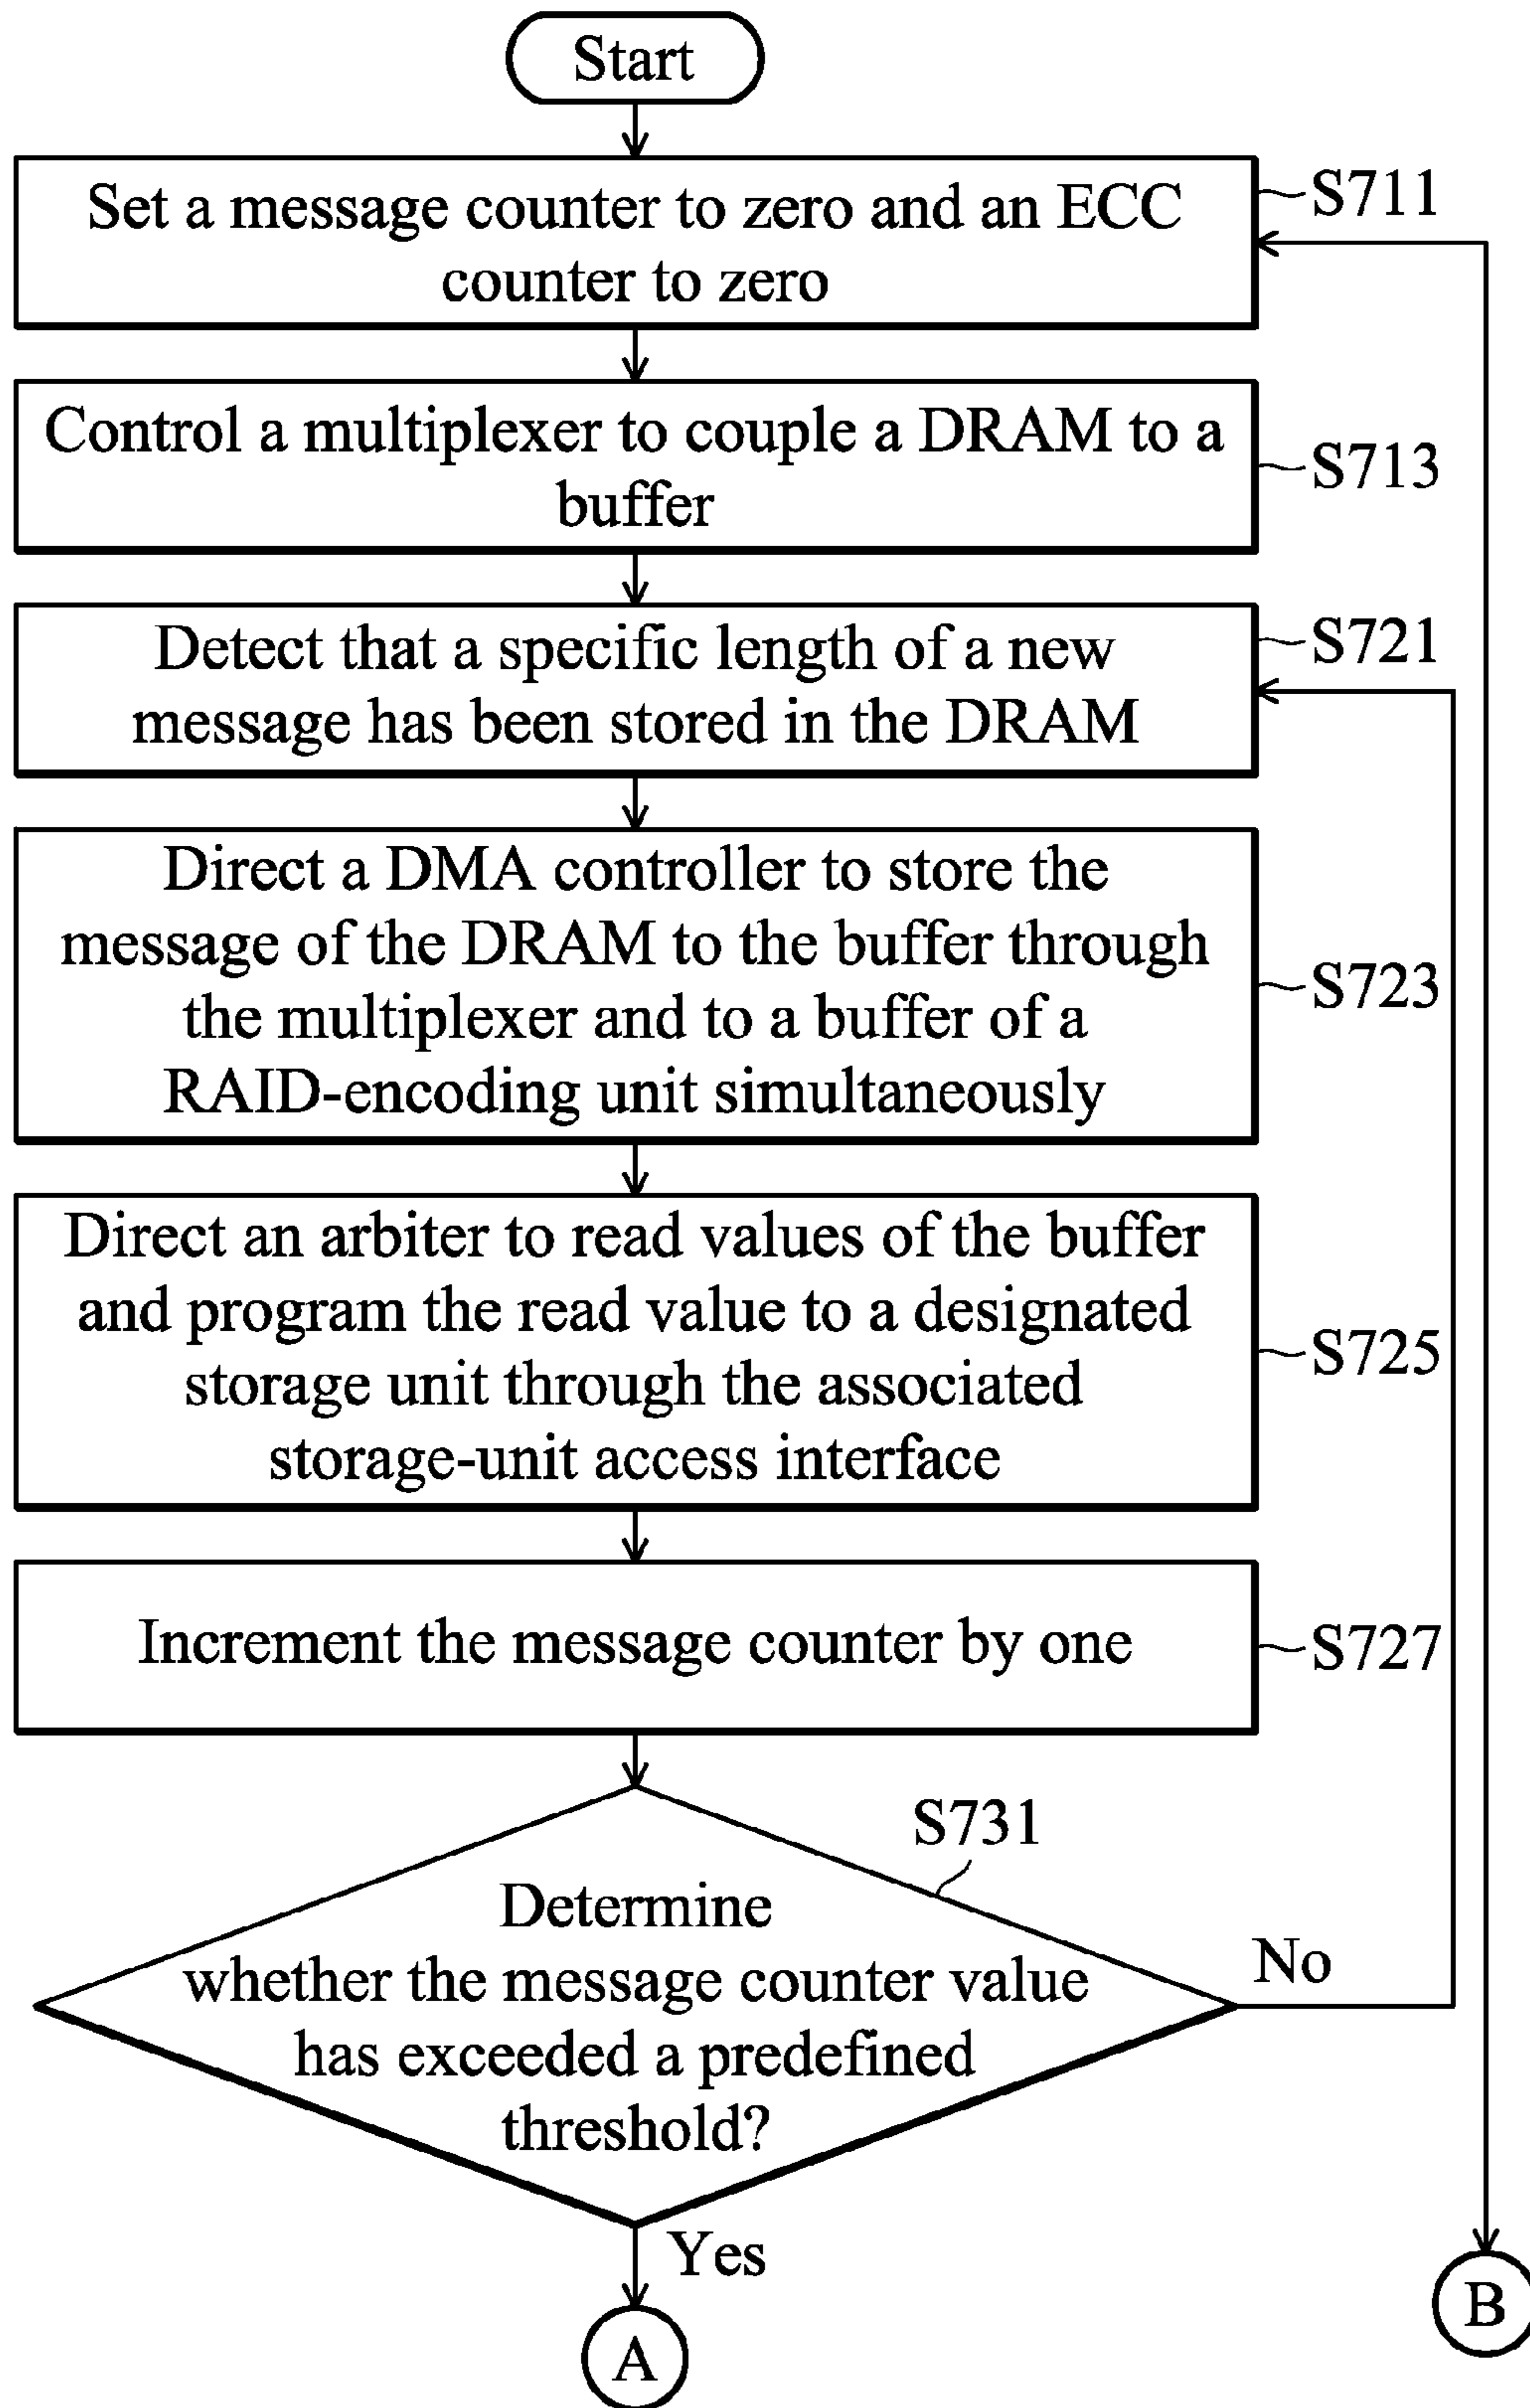 Start
Set a message counter to zero and an ECC
counter to zero
S711
Control a multiplexer to couple a DRAM to a
buffer
S713
Detect that a specific length of a new
message has been stored in the DRAM
S721
Direct a DMA controller to store the
message of the DRAM to the buffer through
the multiplexer and to a buffer of a
RAID-encoding unit simultaneously
S723
Direct an arbiter to read values of the buffer
and program the read value to a designated
storage unit through the associated
storage-unit access interface
S725
Increment the message counter by one
S727
S731
Determine
whether the message counter value
has exceeded a predefined
threshold?
No
Yes
A
B